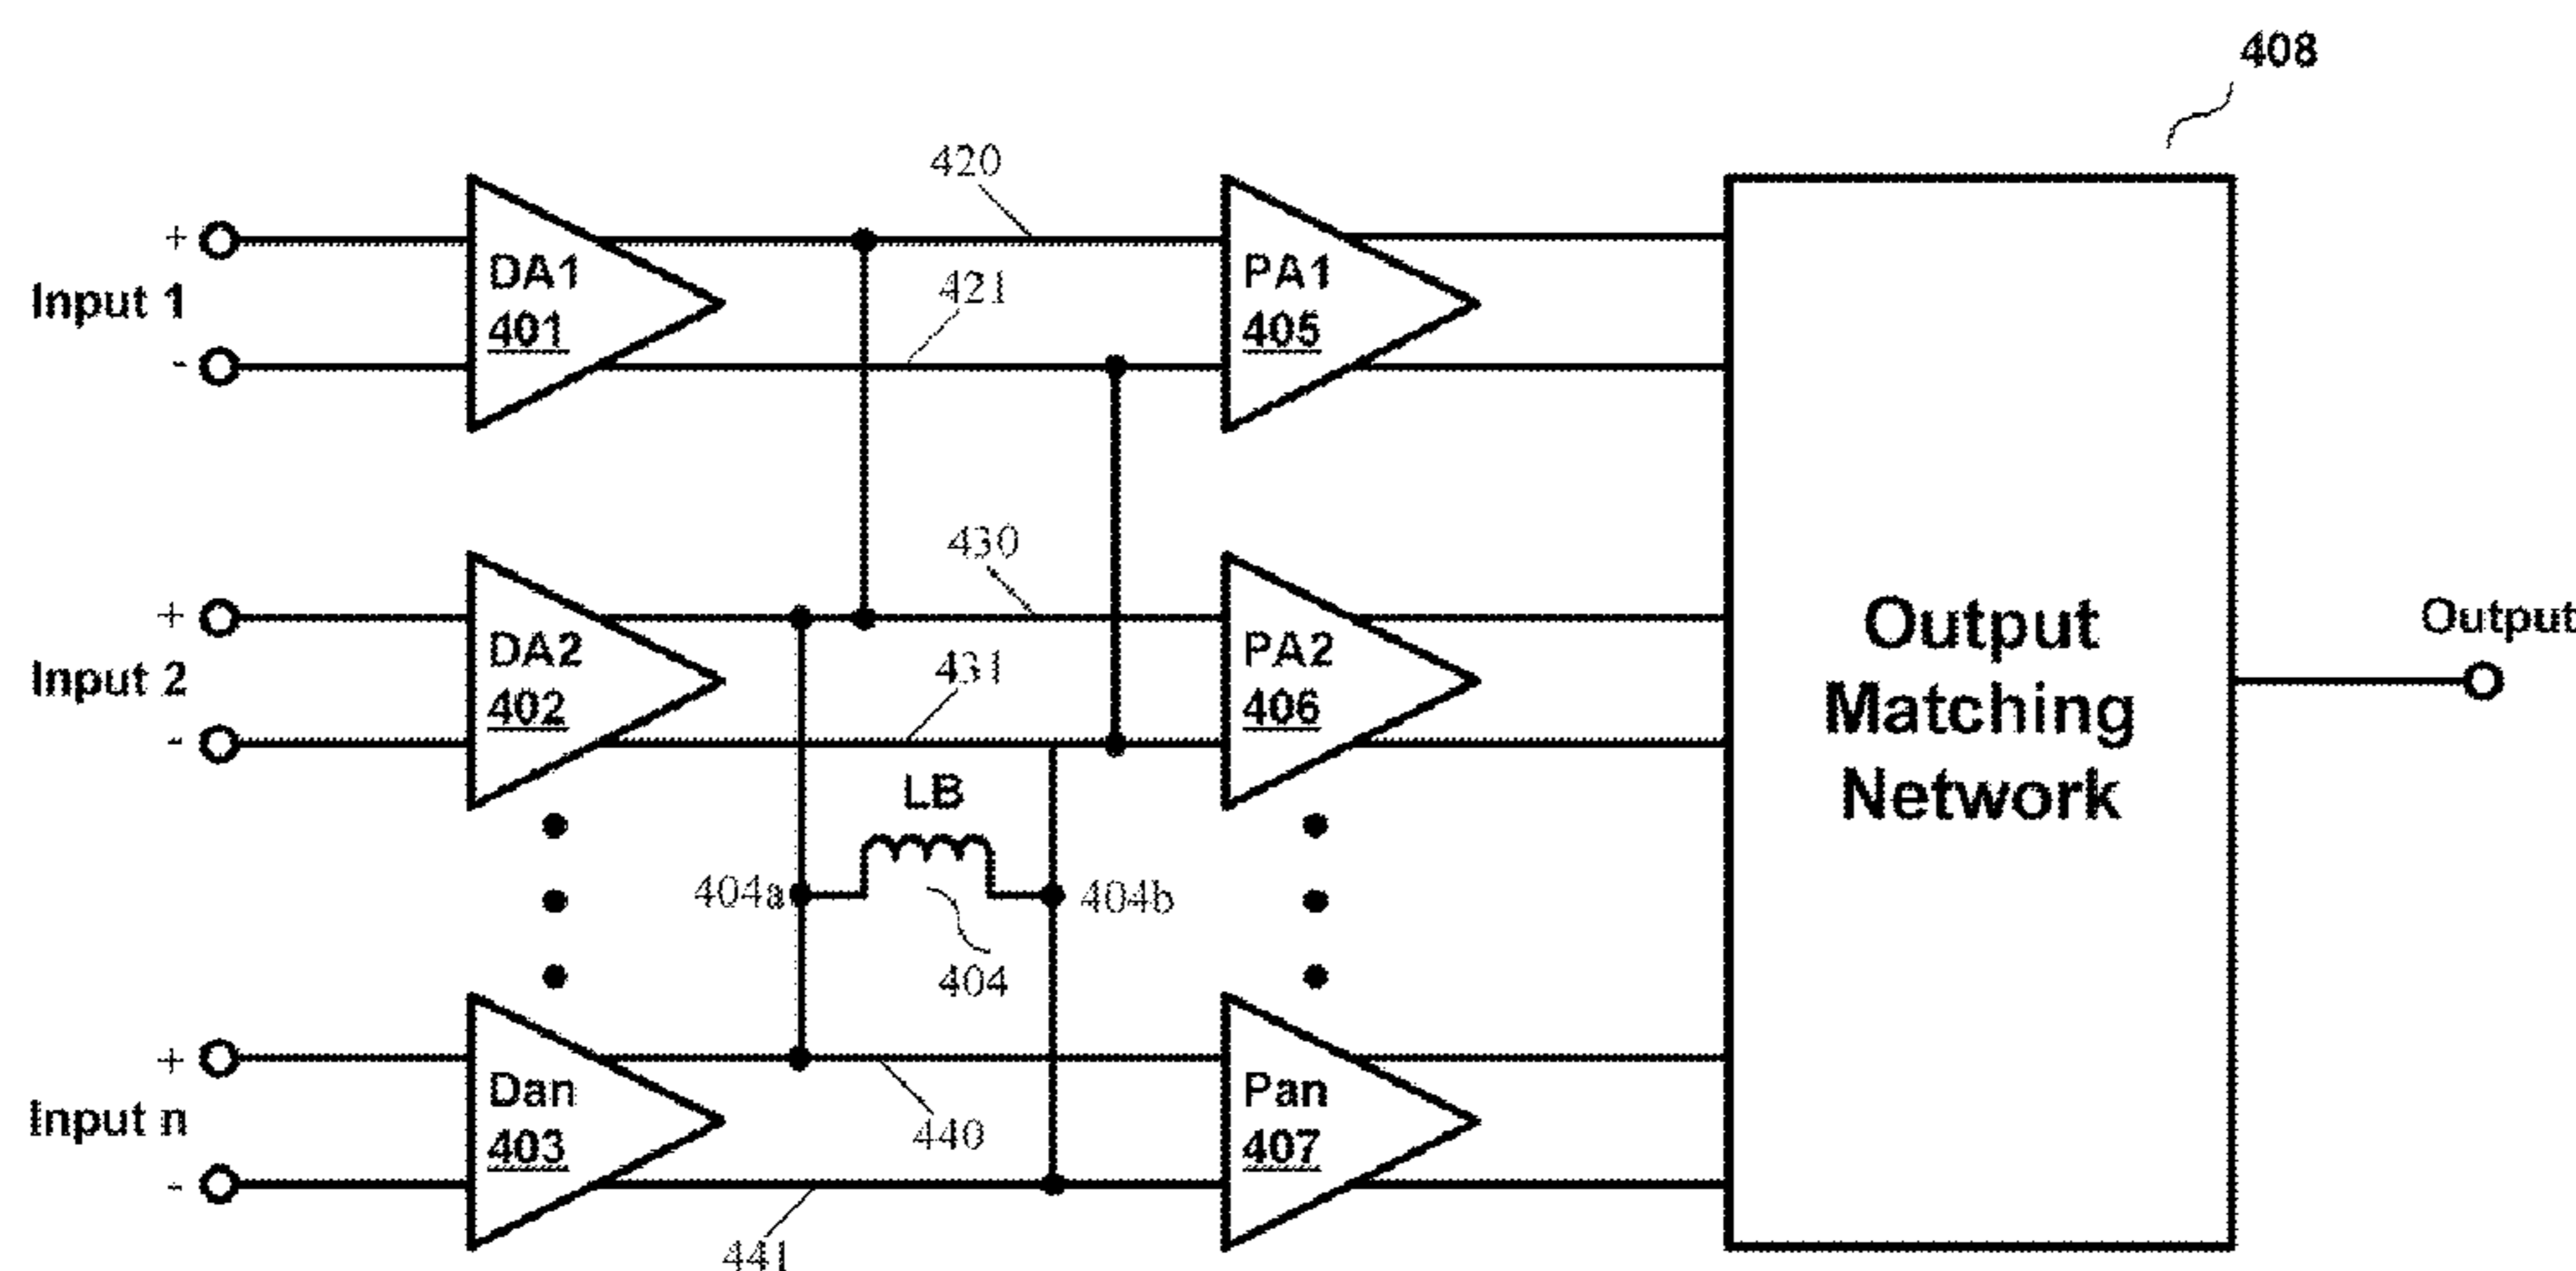 408
420
+
DA1
401
PA1
405
Input 1
421
-
430
+
DA2
402
PA2
406
Input 2
431
-
LB
404a
404b
404
+
Dan
403
Pan
407
Input n
440
-
441
Output
Matching
Network
Output